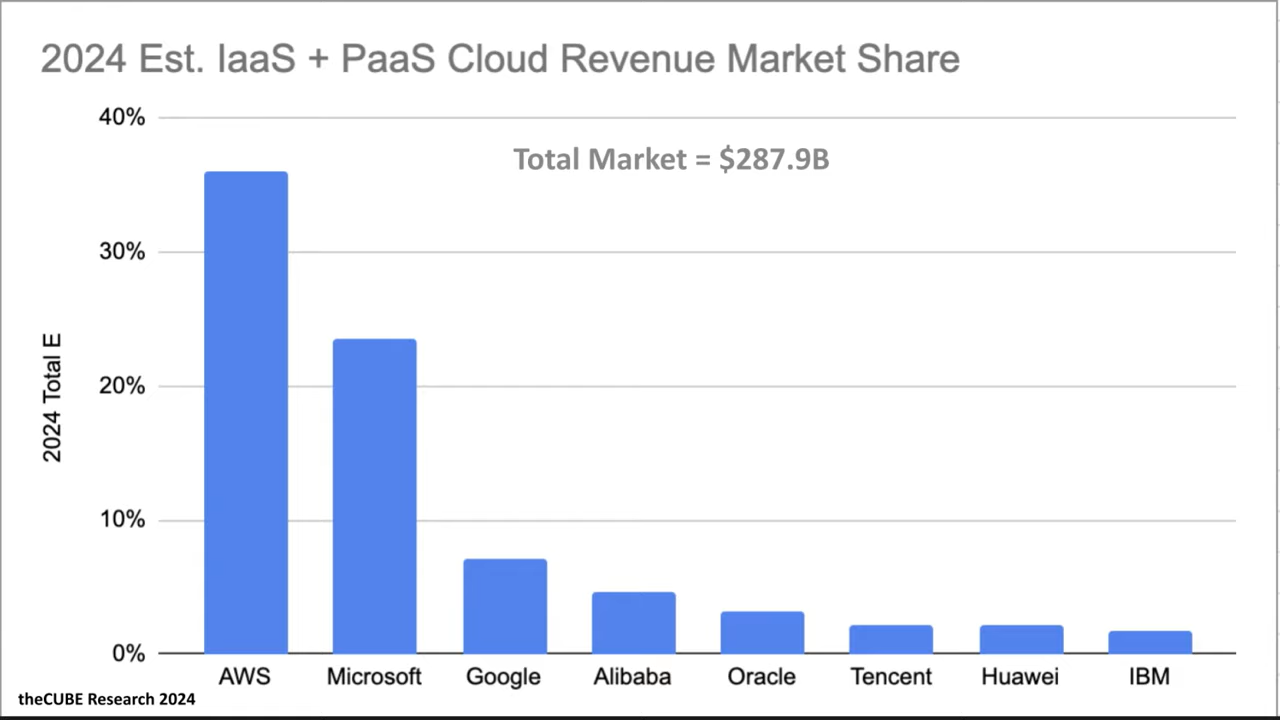 2024 Est. IaaS + PaaS Cloud Revenue Market Share
Total Market = $287.9B
40%
30%
20%
10%
0%
2024 Total E
AWS Microsoft Google Alibaba Oracle Tencent Huawei IBM
theCUBE Research 2024